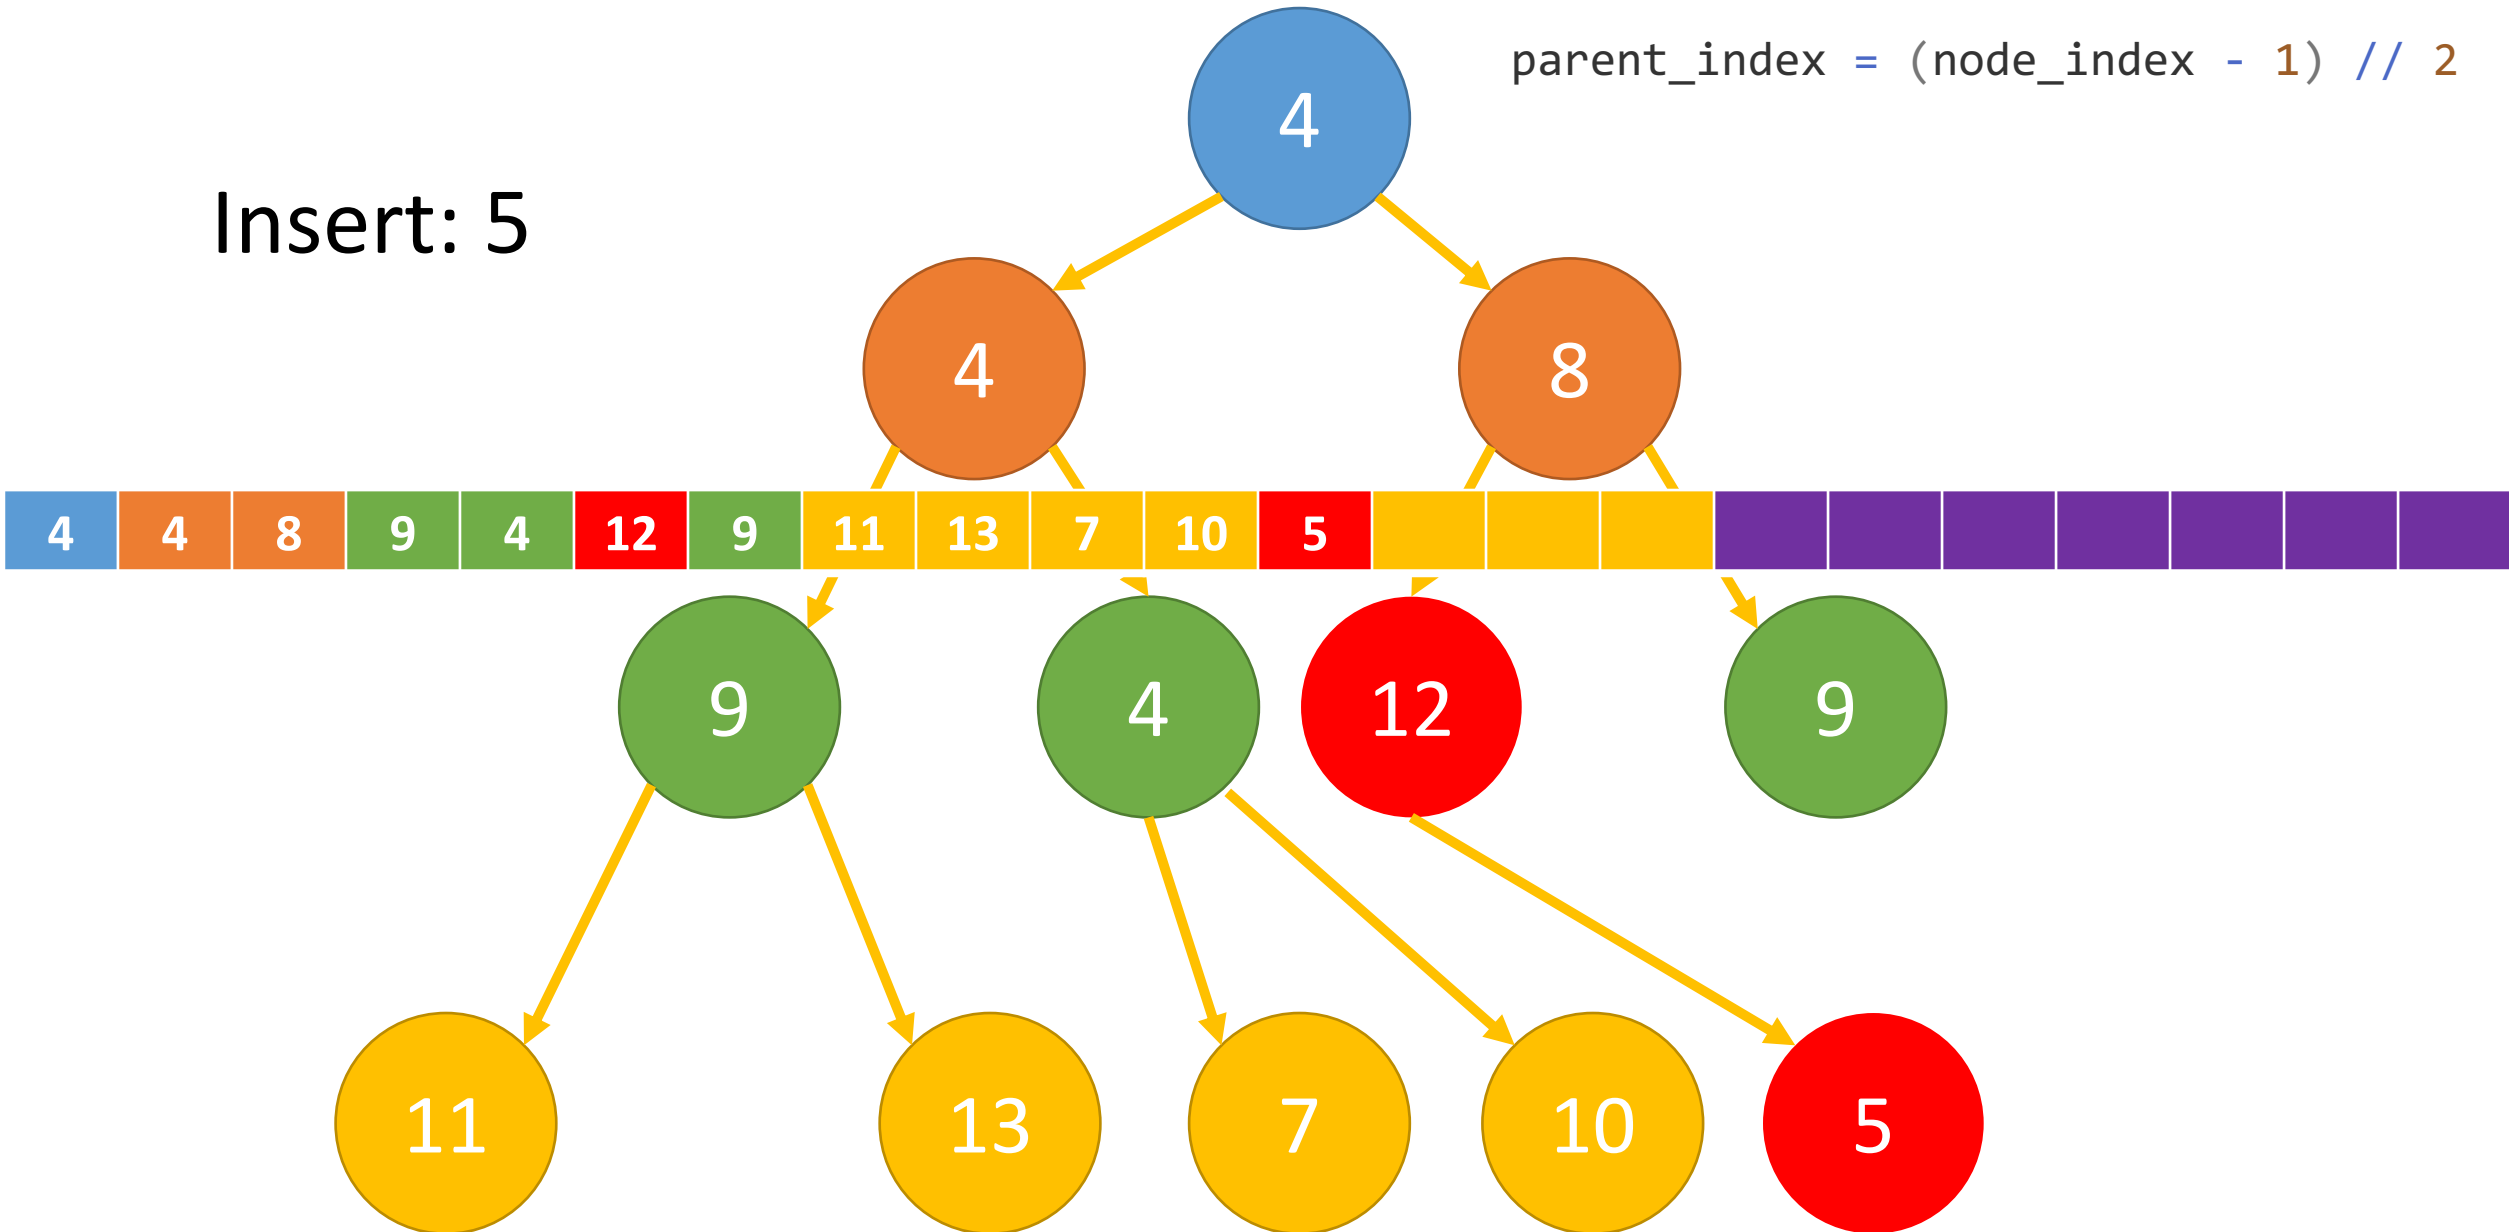 parent_index = (node_index - 1) // 2
4
Insert: 5
4 8
4 4 8 9 4 12 9 11 13 7 10 5
9 4 12 9
11 13 7 10 5